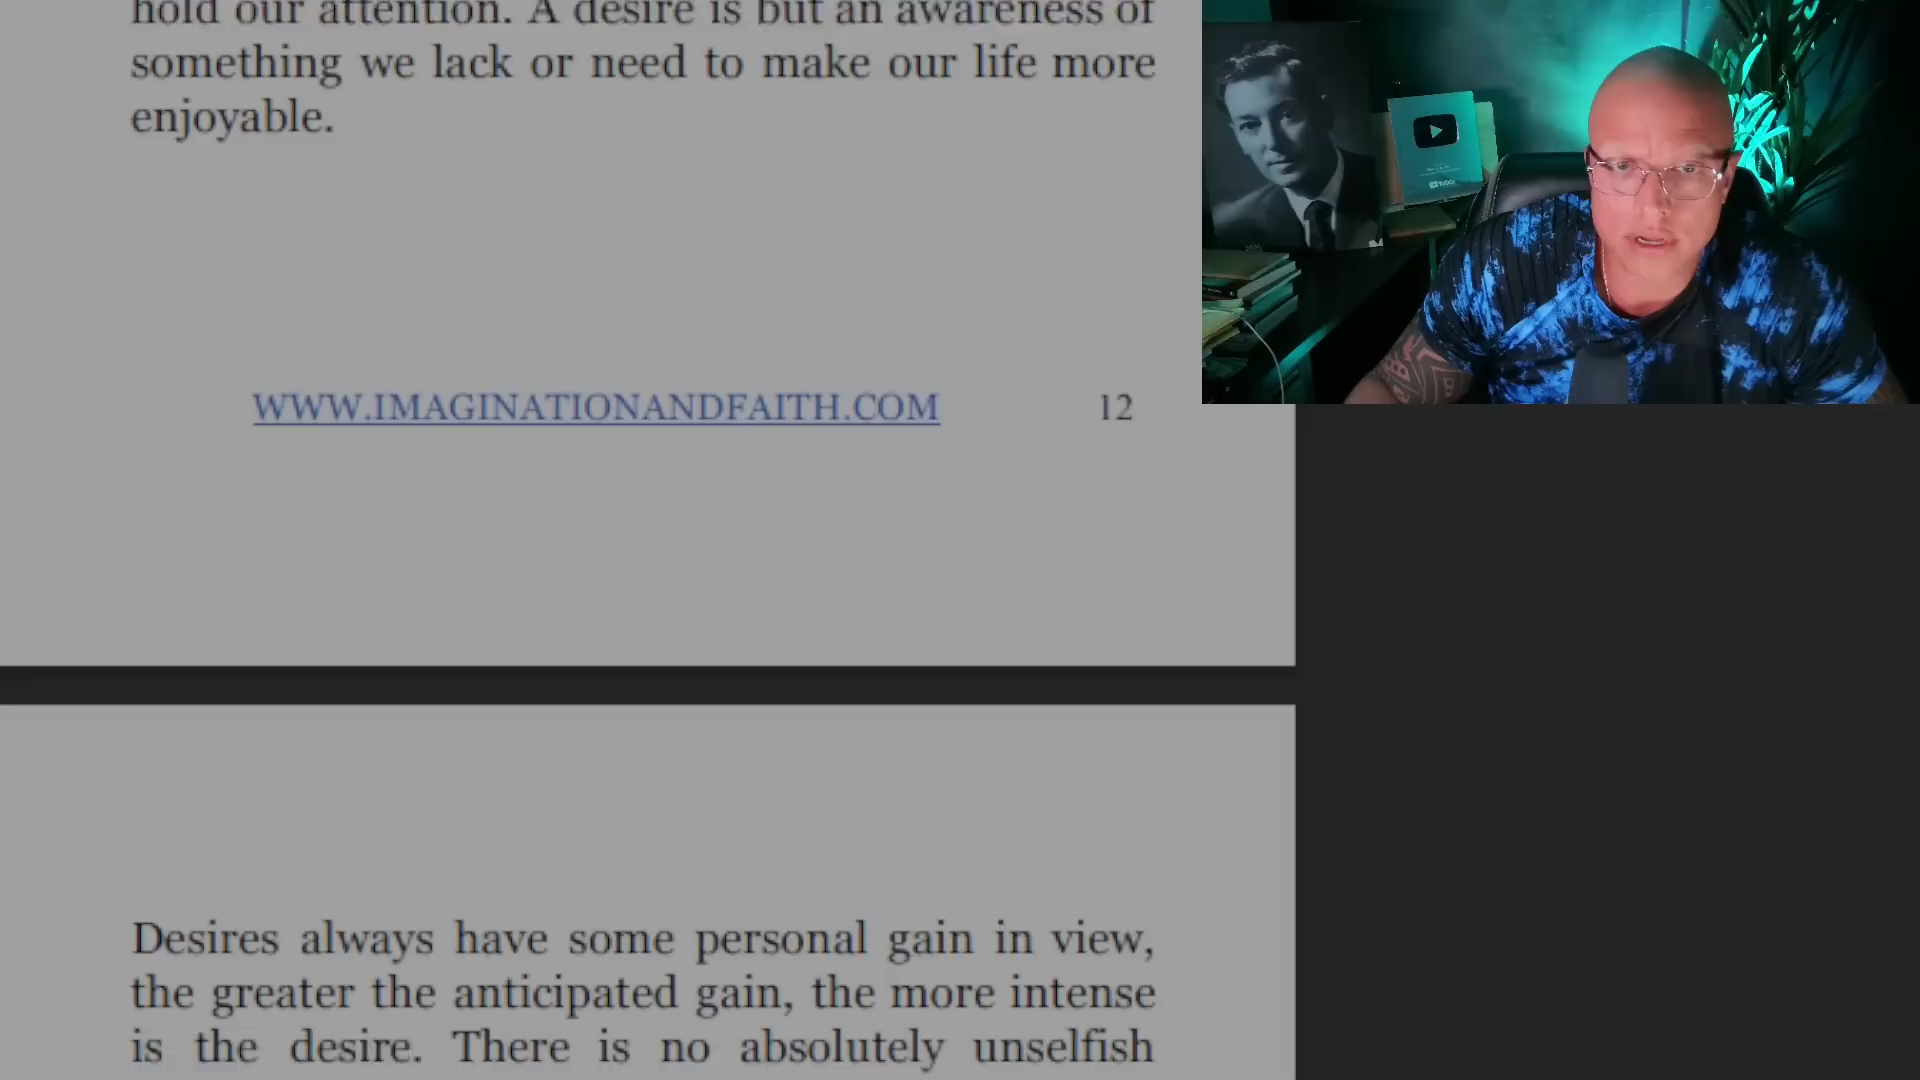 hold our attention. A desire is but an awareness of
something we lack or need to make our life more
enjoyable.
WWW.IMAGINATIONANDFAITH.COM 12
Desires always have some personal gain in view,
the greater the anticipated gain, the more intense
is the desire. There is no absolutely unselfish